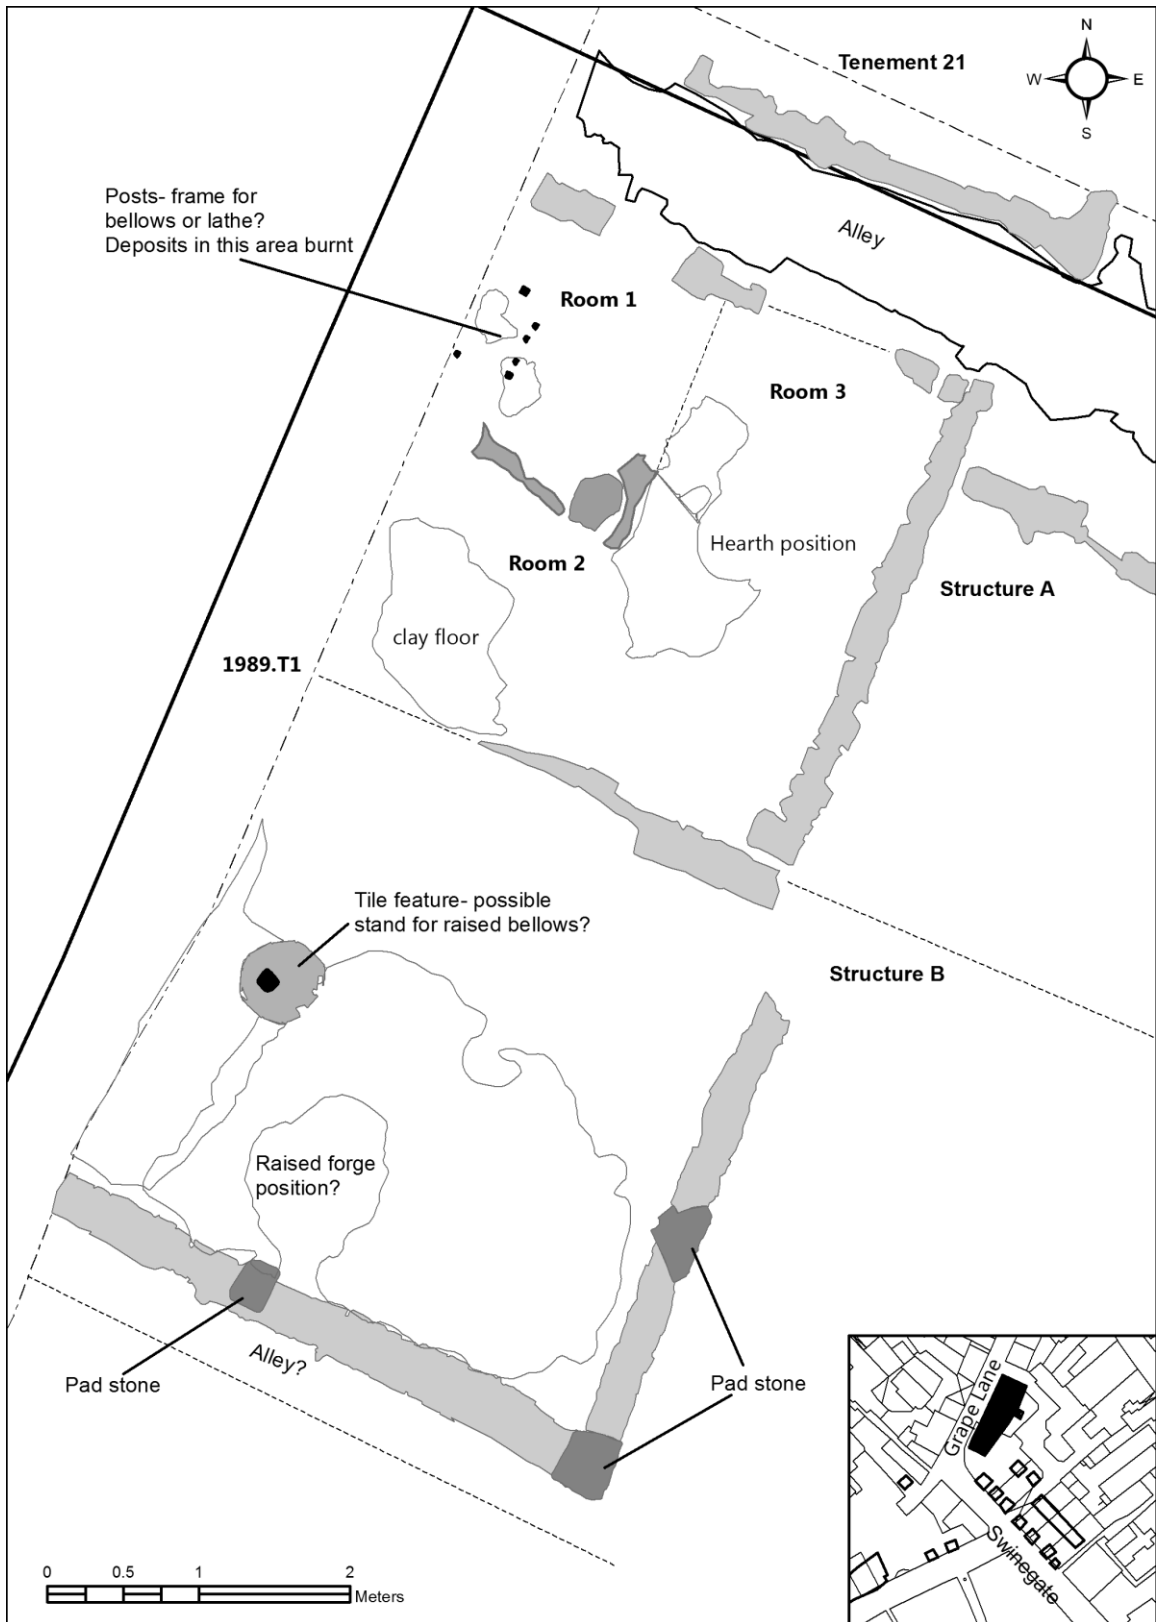 N
Tenement 21
W
E
S
Posts- frame for
bellows or lathe?
Deposits in this area burnt
Alley
Room 1
Room 3
Hearth position
Room 2
Structure A
clay floor
1989.T1
Tile feature- possible
stand for raised bellows?
Structure B
Raised forge
position?
Alley?
Pad stone
Pad stone
Grape Lane
Swinegate
0 0.5 1 2
Meters